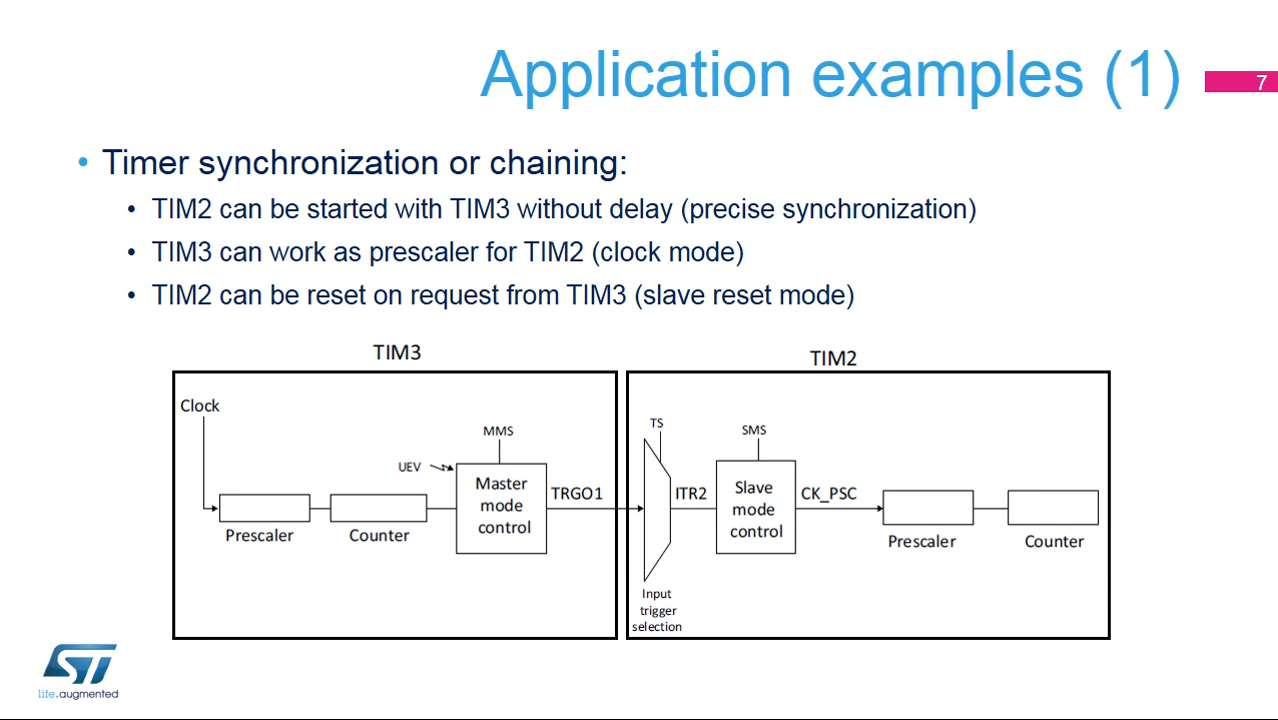 Application examples (1)
7
• Timer synchronization or chaining:
• TIM2 can be started with TIM3 without delay (precise synchronization)
• TIM3 can work as prescaler for TIM2 (clock mode)
• TIM2 can be reset on request from TIM3 (slave reset mode)
TIM3
TIM2
Clock
MMS
UEV
Master
mode
control
TRGO1
Prescaler
Counter
TS
ITR2
SMS
Slave
mode
control
CK_PSC
Prescaler
Counter
Input
trigger
selection
ST
life.augmented